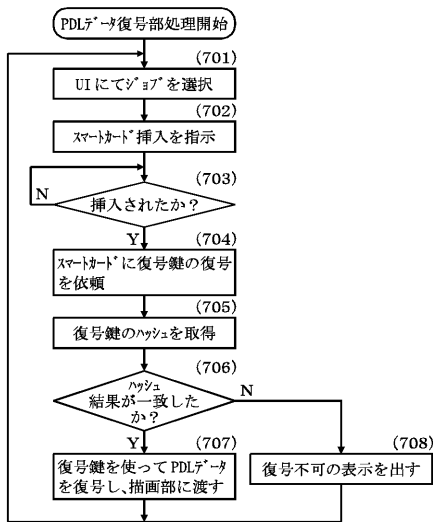 PDLﾃﾞｰﾀ復号部処理開始
(701)
UIにてｼﾞｮﾌﾞを選択
(702)
ｽﾏｰﾄｶｰﾄﾞ挿入を指示
(703)
N
挿入されたか？
Y
(704)
ｽﾏｰﾄｶｰﾄﾞに復号鍵の復号
を依頼
(705)
復号鍵のﾊｯｼｭを取得
(706)
ﾊｯｼｭ
結果が一致した
か？
N
Y
(707)
復号鍵を使ってPDLﾃﾞｰﾀ
を復号し、描画部に渡す
(708)
復号不可の表示を出す